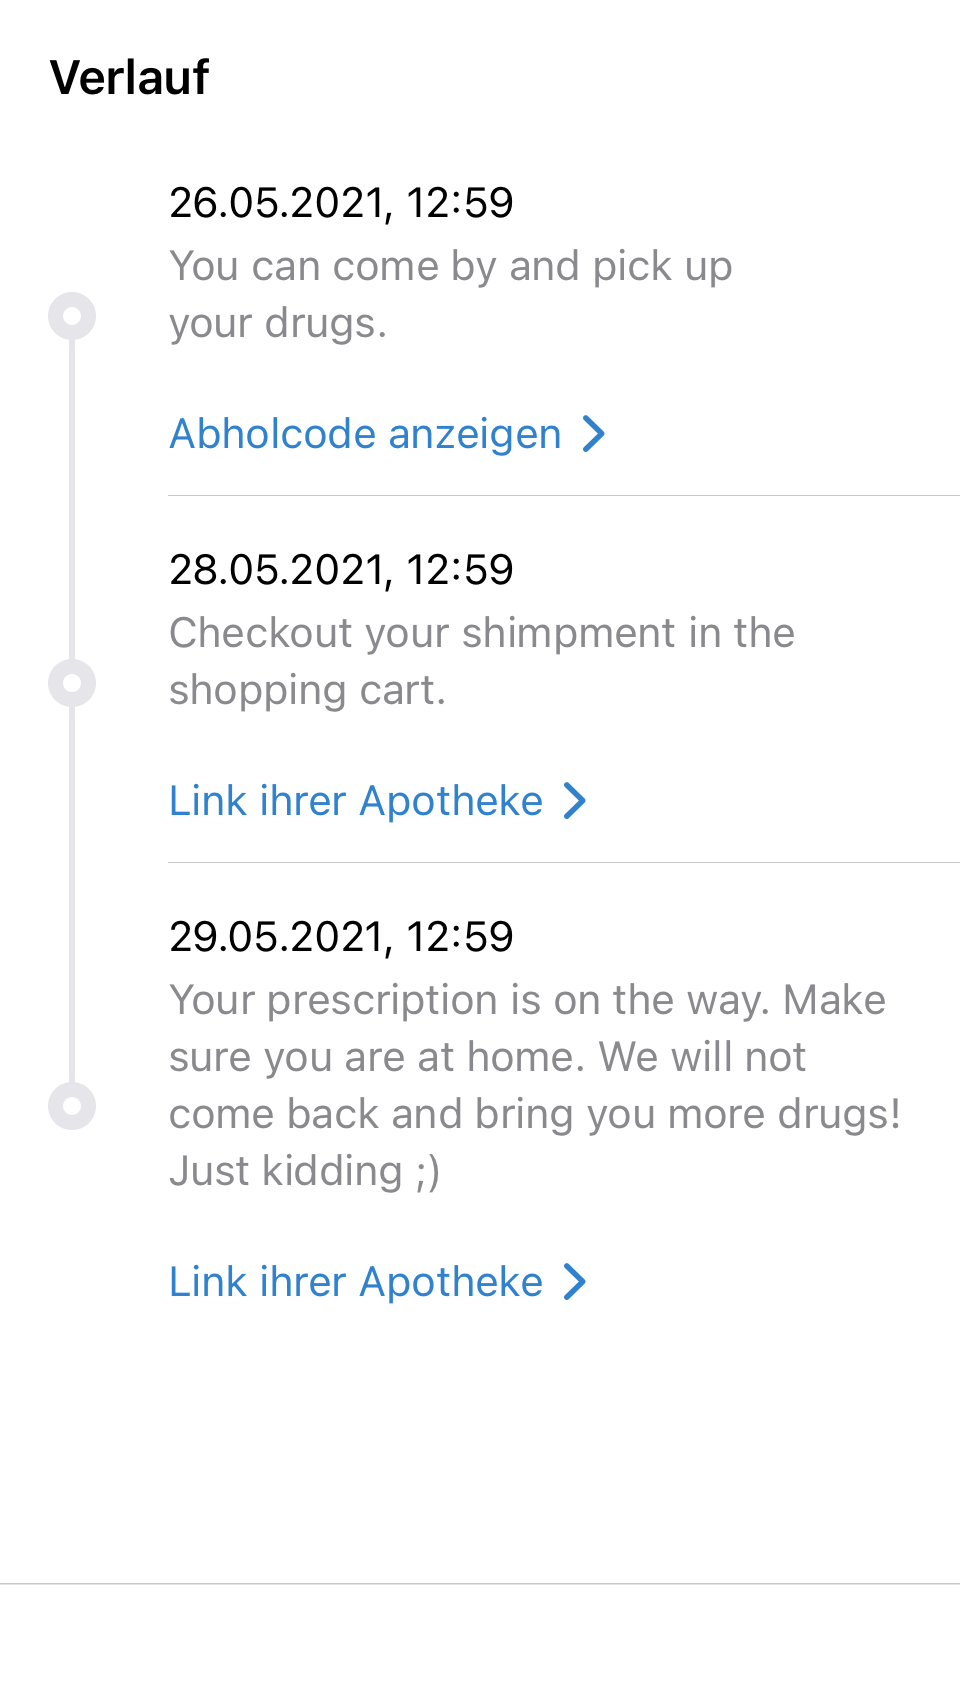 Verlauf
26.05.2021, 12:59
You can come by and pick up
your drugs.
Abholcode anzeigen
28.05.2021, 12:59
Checkout your shimpment in the
shopping cart.
Link ihrer Apotheke
29.05.2021, 12:59
Your prescription is on the way. Make
sure you are at home. We will not
come back and bring you more drugs!
Just kidding ;)
Link ihrer Apotheke